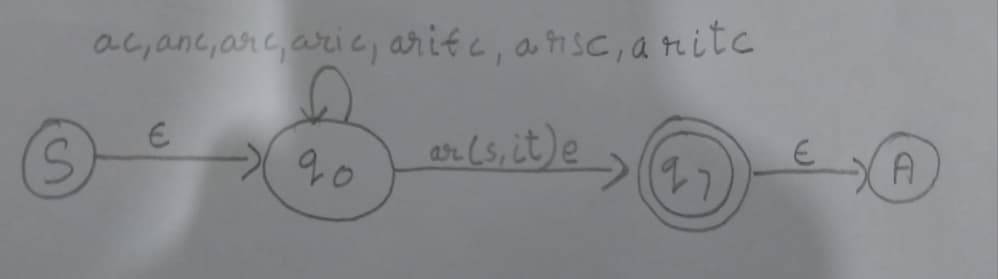 ac, anc, arc, aric, aritc, arsc, aritc
ϵ
ar(s,it)e
ϵ
S
q0
q7
A